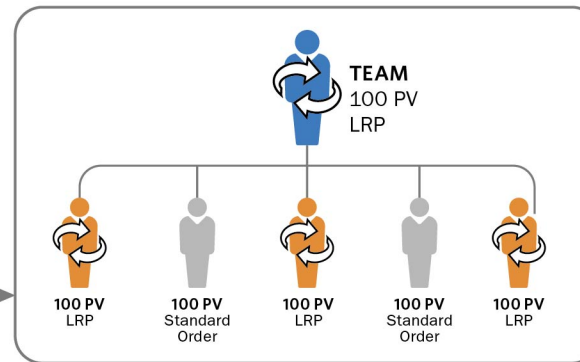 TEAM
100 PV
LRP
100 PV
LRP
100 PV
Standard
Order
100 PV
LRP
100 PV
Standard
Order
100 PV
LRP